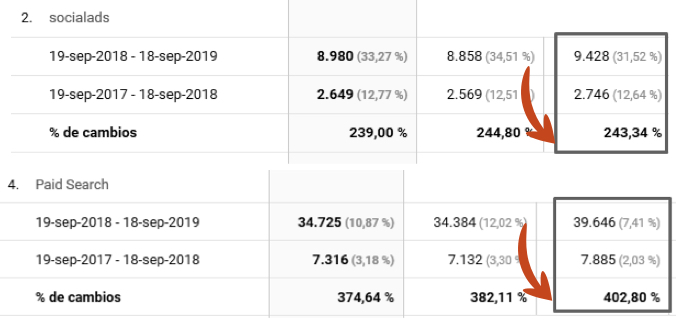 2. socialads
19-sep-2018 - 18-sep-2019 8.980 (33,27 %) 8.858 (34,51 %) 9.428 (31,52 %)
19-sep-2017 - 18-sep-2018 2.649 (12,77 %) 2.569 (12,51 %) 2.746 (12,64 %)
% de cambios 239,00 % 244,80 % 243,34 %
4. Paid Search
19-sep-2018 - 18-sep-2019 34.725 (10,87 %) 34.384 (12,02 %) 39.646 (7,41 %)
19-sep-2017 - 18-sep-2018 7.316 (3,18 %) 7.132 (3,30 %) 7.885 (2,03 %)
% de cambios 374,64 % 382,11 % 402,80 %